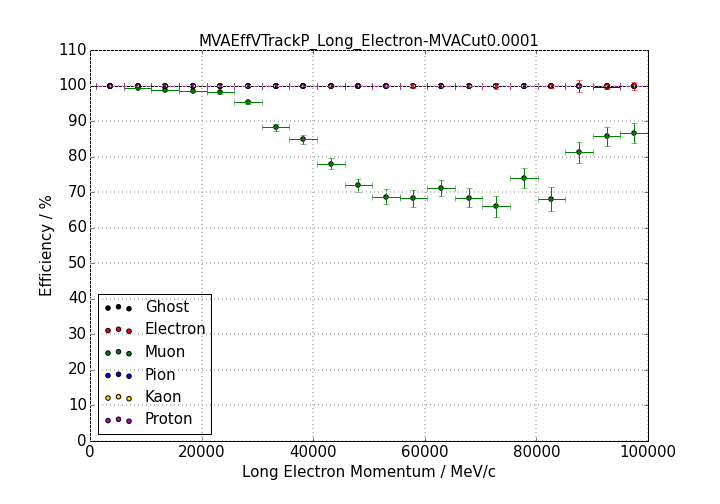 MVAEffVTrackP_Long_Electron-MVACut0.0001
110
100
90
80
70
60
50
40
30
20
10
0
Efficiency / %
Ghost
Electron
Muon
Pion
Kaon
Proton
0 20000 40000 60000 80000 100000
Long Electron Momentum / MeV/c